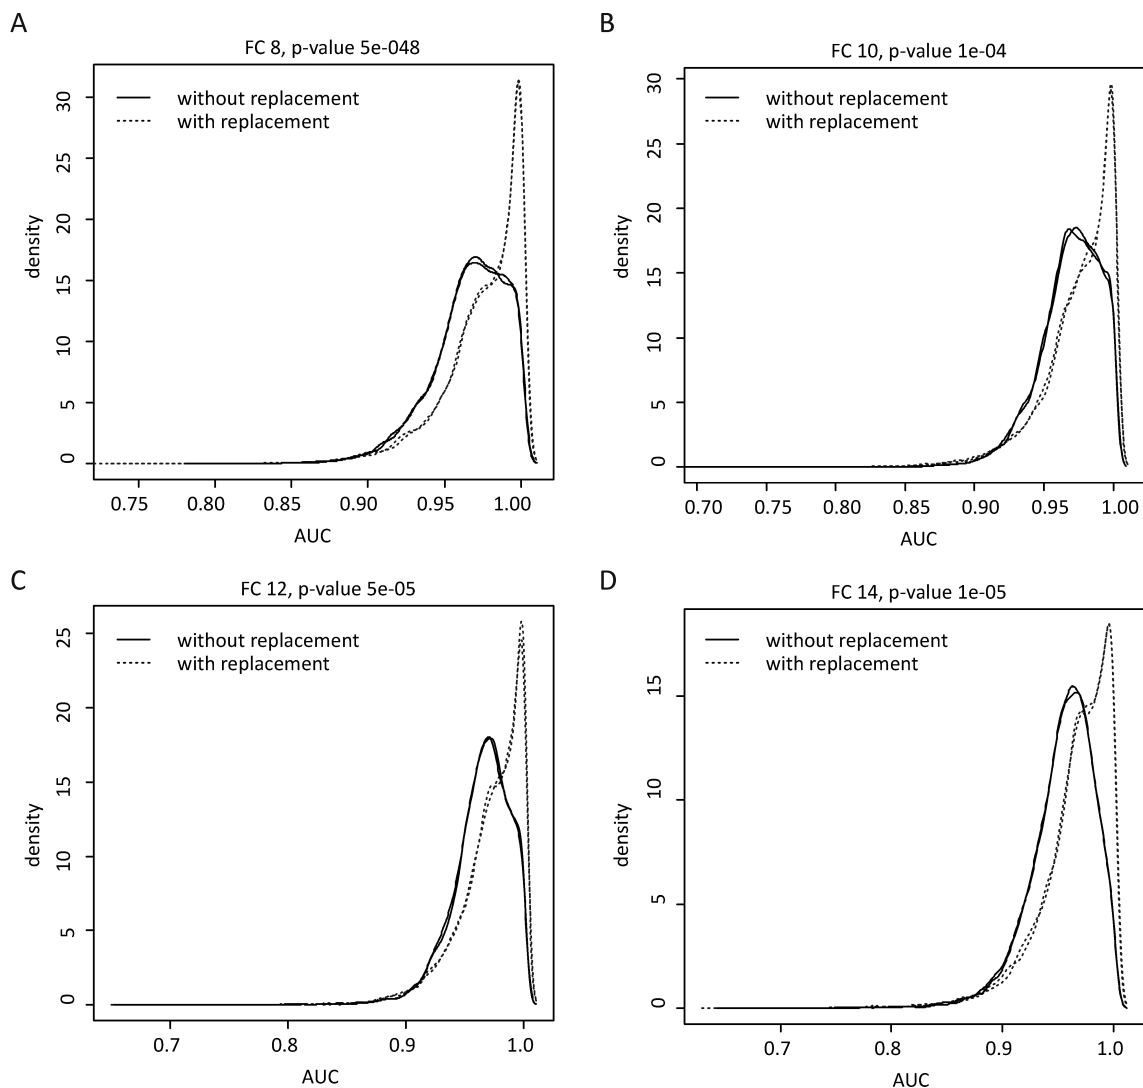 A
FC 8, p-value 5e-048
without replacement
with replacement
density
0
5
10
15
20
25
30
0.75
0.80
0.85
0.90
0.95
1.00
AUC
B
FC 10, p-value 1e-04
without replacement
with replacement
density
0
5
10
15
20
25
30
0.70
0.75
0.80
0.85
0.90
0.95
1.00
AUC
C
FC 12, p-value 5e-05
without replacement
with replacement
density
0
5
10
15
20
25
0.7
0.8
0.9
1.0
AUC
D
FC 14, p-value 1e-05
without replacement
with replacement
density
0
5
10
15
0.7
0.8
0.9
1.0
AUC